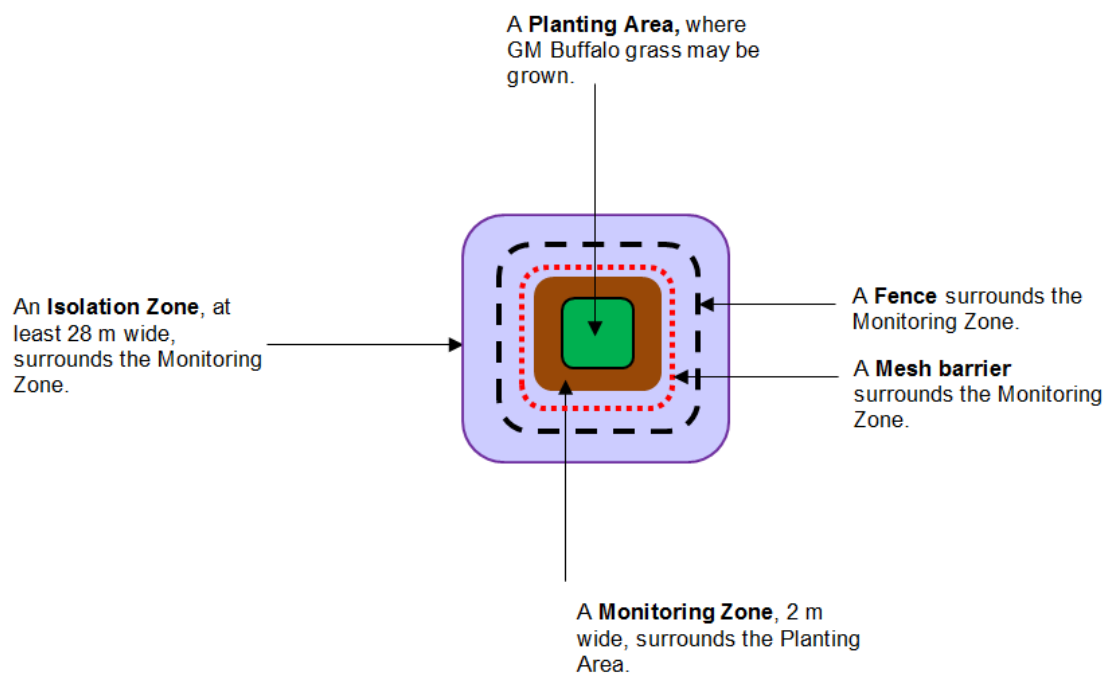 A Planting Area, where
GM Buffalo grass may be
grown.
An Isolation Zone, at
least 28 m wide,
surrounds the Monitoring
Zone.
A Fence surrounds the
Monitoring Zone.
A Mesh barrier
surrounds the Monitoring
Zone.
A Monitoring Zone, 2 m
wide, surrounds the Planting
Area.